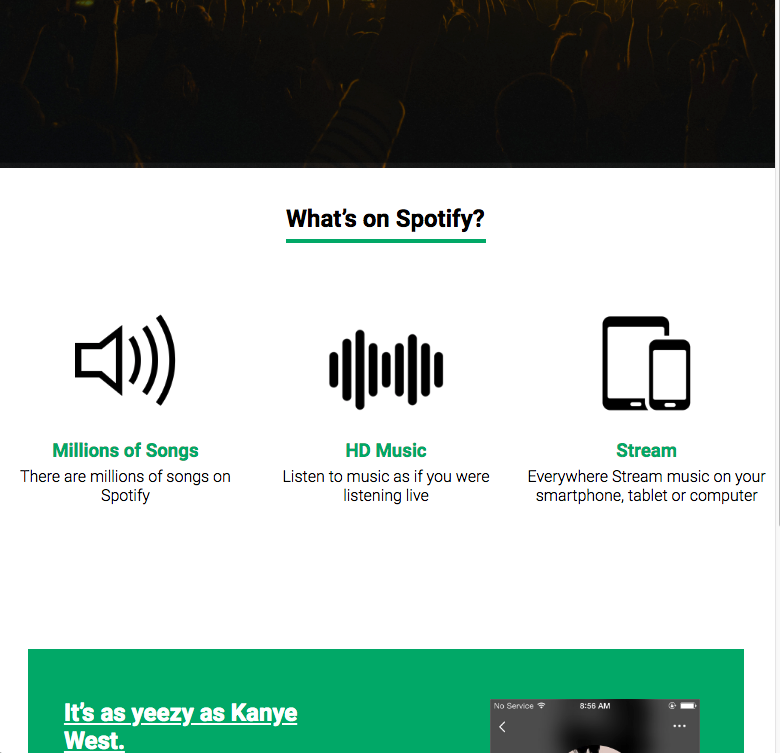 What's on Spotify?
Millions of Songs
There are millions of songs on
Spotify
HD Music
Listen to music as if you were
listening live
Stream
Everywhere Stream music on your
smartphone, tablet or computer
It's as yeezy as Kanye
West.
No Service 8:56 AM